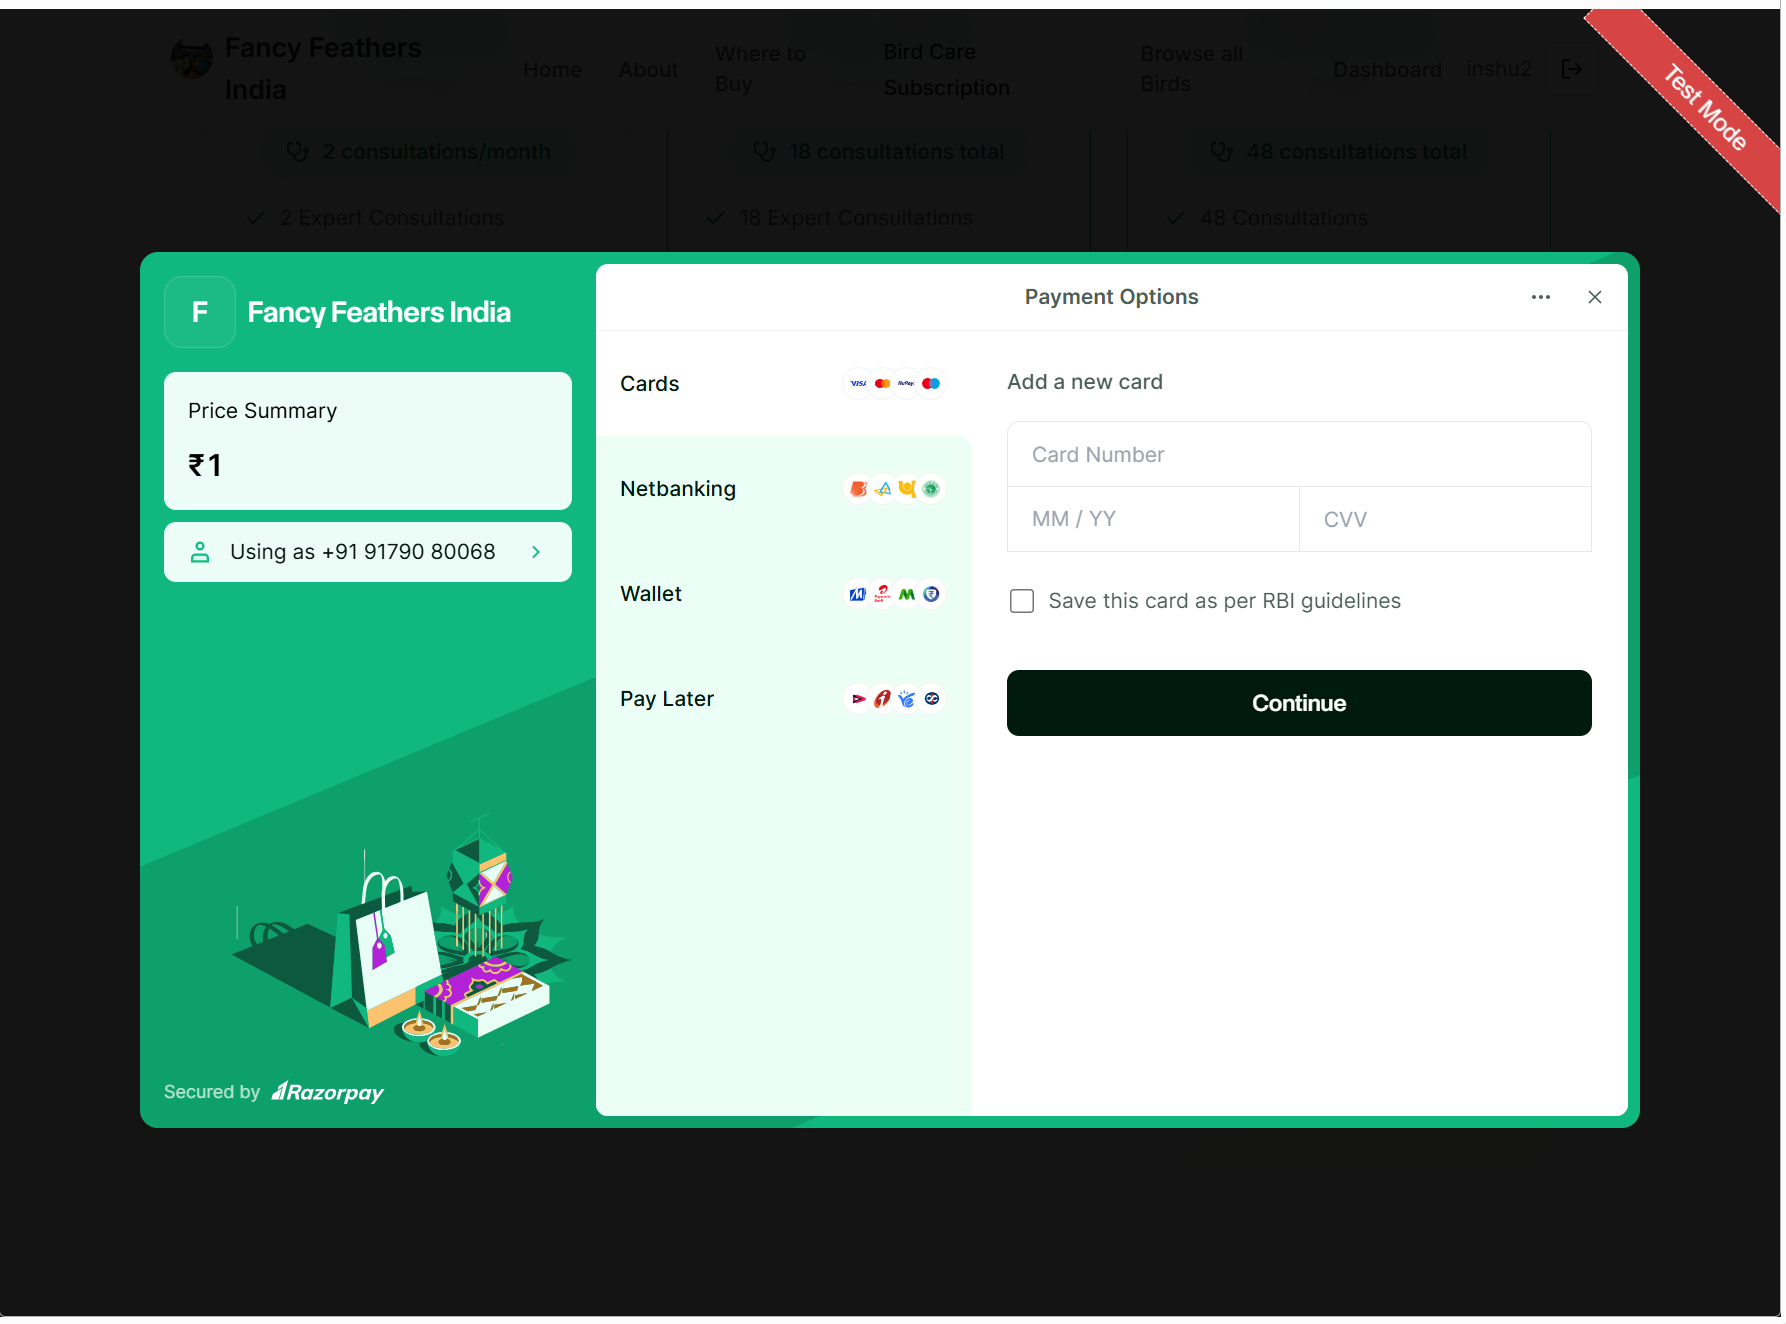 Fancy Feathers
India
Home
About
Where to
Buy
Bird Care
Subscription
Browse all
Birds
Dashboard
inshu2
Test Mode
2 consultations/month
18 consultations total
48 consultations total
2 Expert Consultations
18 Expert Consultations
48 Consultations
F
Fancy Feathers India
Price Summary
₹1
Using as +91 91790 80068
Secured by Razorpay
Payment Options
Cards
VISA
RuPay
Netbanking
Wallet
Pay Later
Add a new card
Card Number
MM / YY
CVV
Save this card as per RBI guidelines
Continue